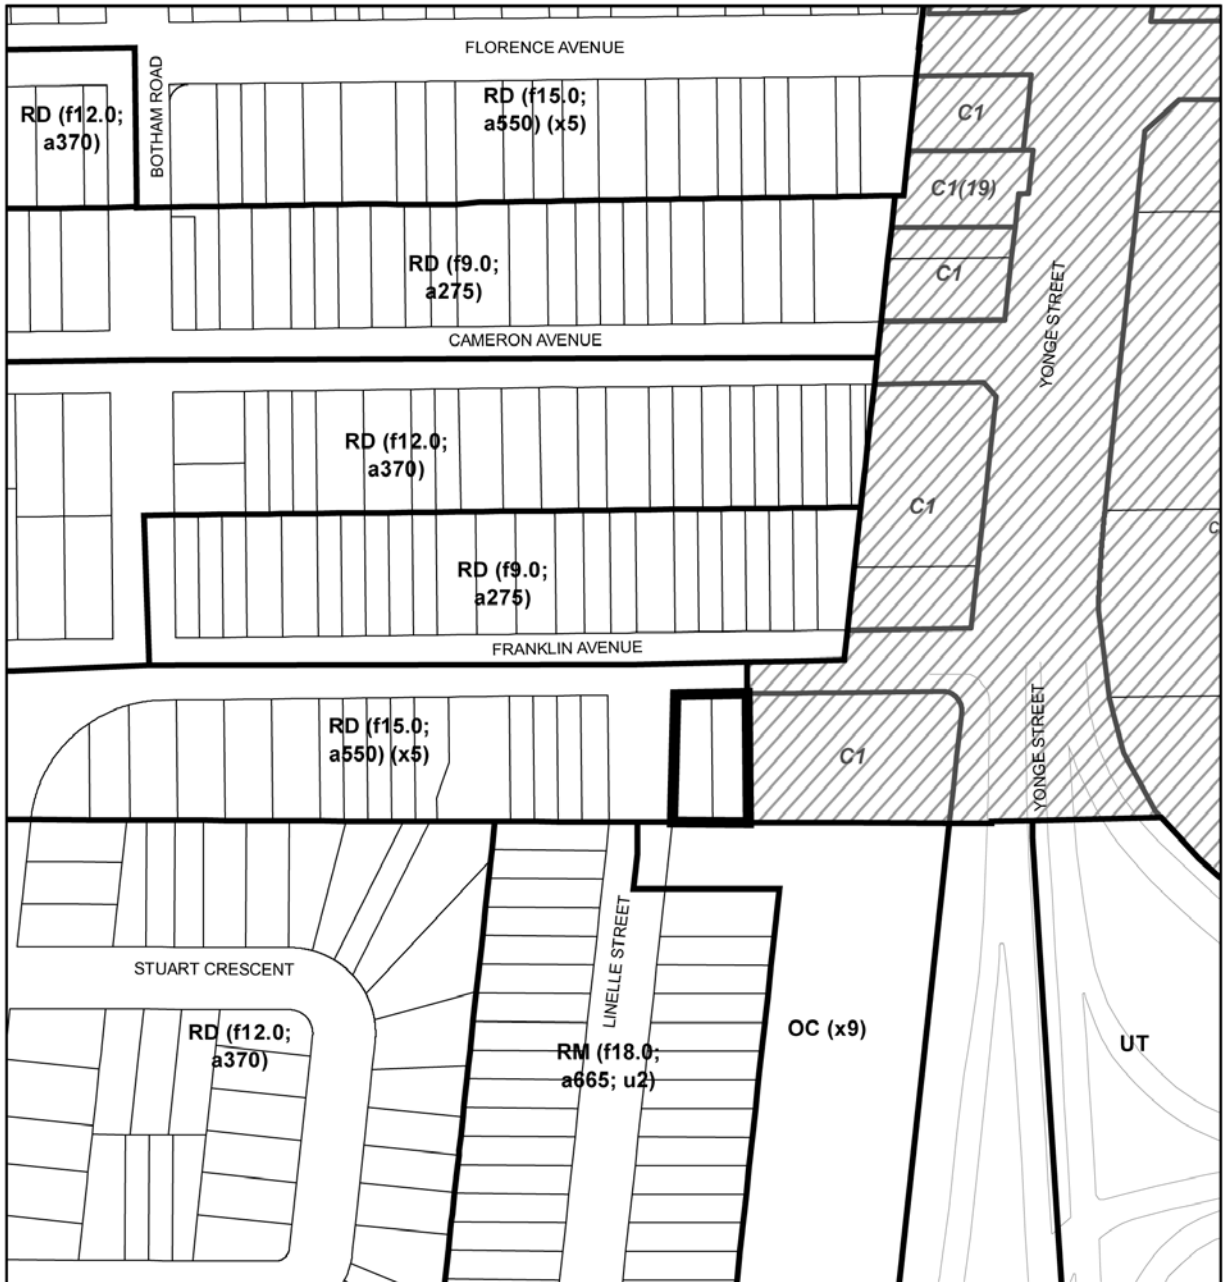 FLORENCE AVENUE
BOTHAM ROAD
RD (f12.0;
a370)
RD (f15.0;
a550) (x5)
C1
C1(19)
RD (f9.0;
a275)
C1
YONGE STREET
CAMERON AVENUE
RD (f12.0;
a370)
C1
C
RD (f9.0;
a275)
FRANKLIN AVENUE
RD (f15.0;
a550) (x5)
C1
YONGE STREET
STUART CRESCENT
LINELLE STREET
RD (f12.0;
a370)
RM (f18.0;
a665; u2)
OC (x9)
UT